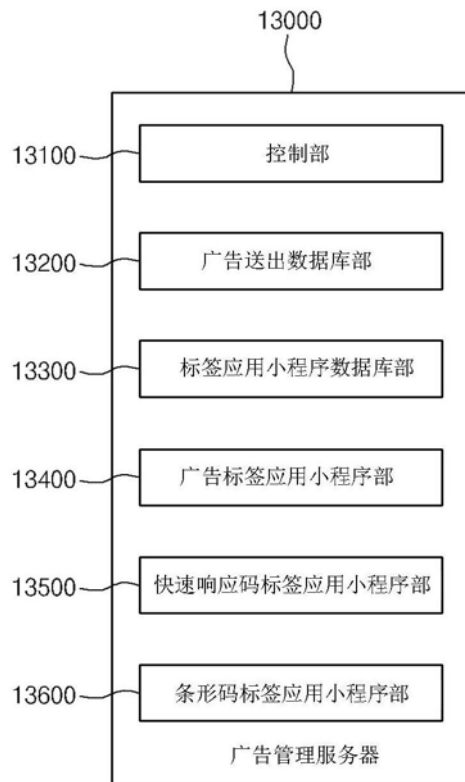 13000
13100 控制部
13200 广告送出数据库部
13300 标签应用小程序数据库部
13400 广告标签应用小程序部
13500 快速响应码标签应用小程序部
13600 条形码标签应用小程序部
广告管理服务器